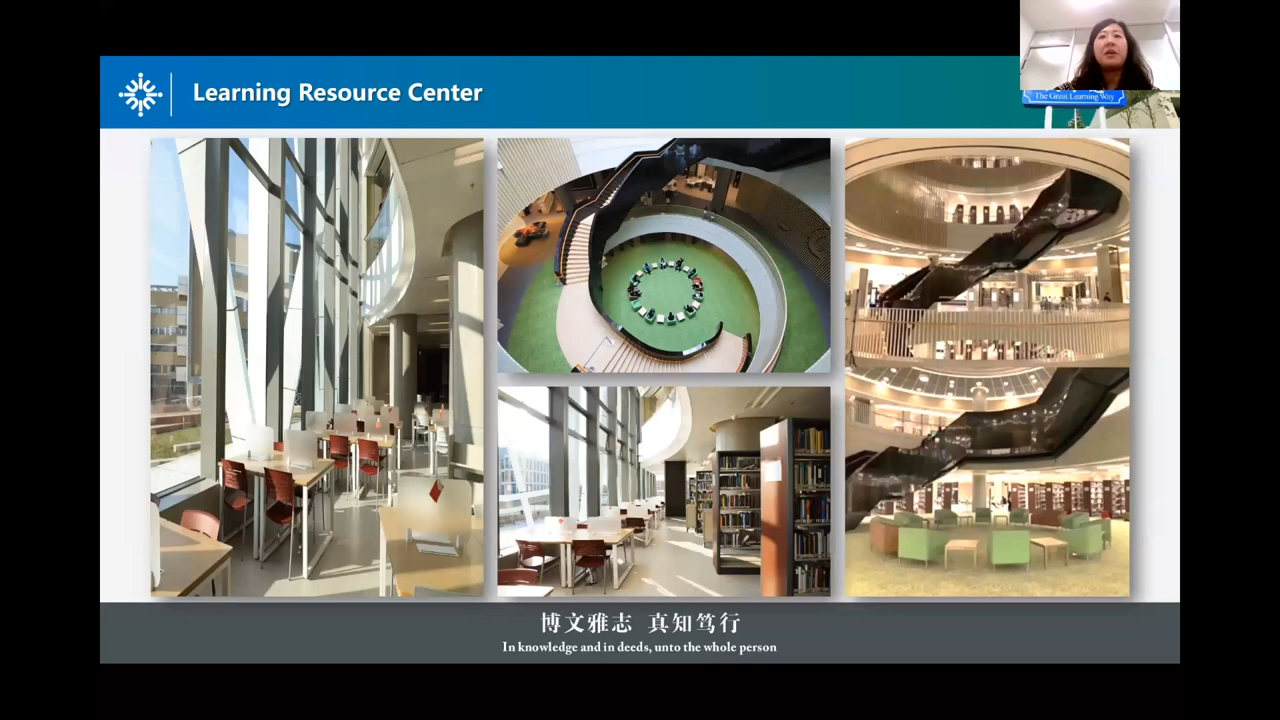 Learning Resource Center
The Great Learning Way
博文雅志 真知笃行
In knowledge and in deeds, unto the whole person